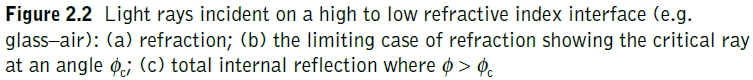 Figure 2.2 Light rays incident on a high to low refractive index interface (e.g.
glass–air): (a) refraction; (b) the limiting case of refraction showing the critical ray
at an angle ϕc; (c) total internal reflection where ϕ > ϕc